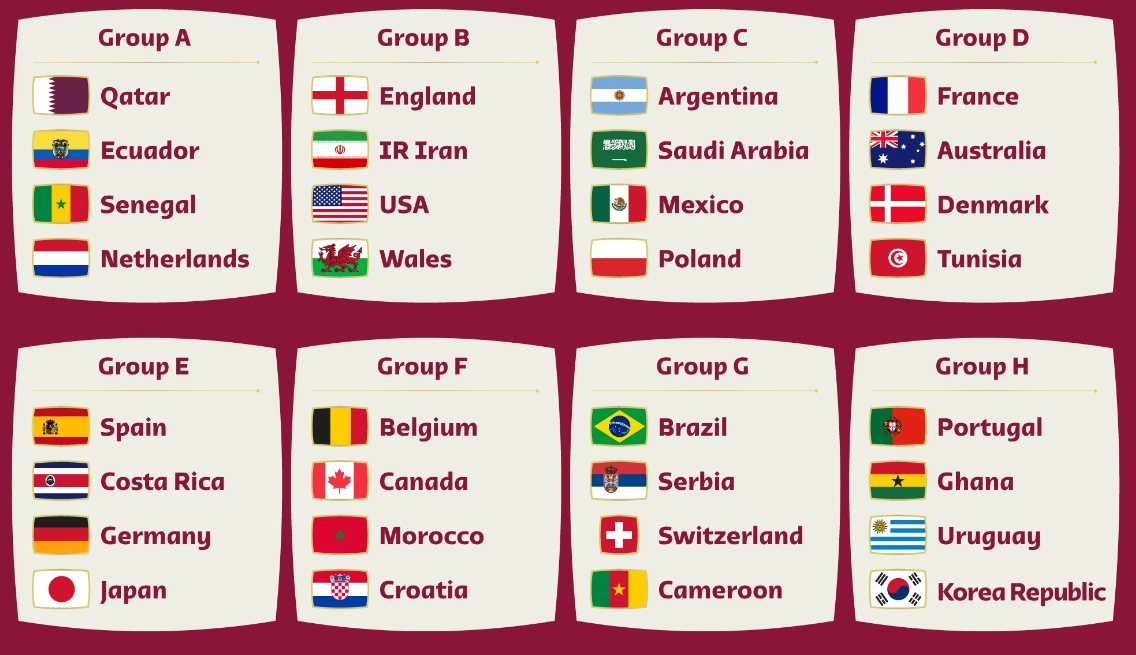 Group A
Qatar
Ecuador
Senegal
Netherlands
Group B
England
IR Iran
USA
Wales
Group C
Argentina
Saudi Arabia
Mexico
Poland
Group D
France
Australia
Denmark
Tunisia
Group E
Spain
Costa Rica
Germany
Japan
Group F
Belgium
Canada
Morocco
Croatia
Group G
Brazil
Serbia
Switzerland
Cameroon
Group H
Portugal
Ghana
Uruguay
Korea Republic